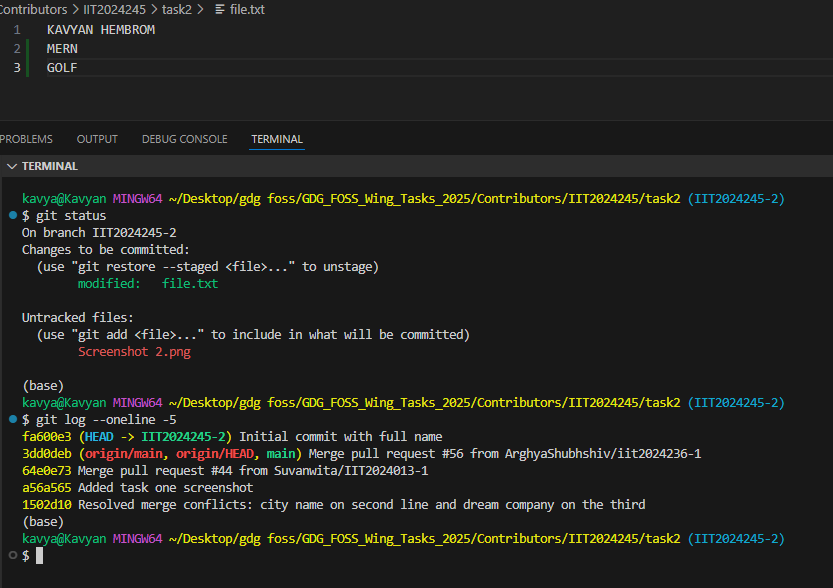 Contributors > IIT2024245 > task2 > file.txt
1 KAVYAN HEMBROM
2 MERN
3 GOLF
PROBLEMS OUTPUT DEBUG CONSOLE TERMINAL
TERMINAL
kavya@Kavyan MINGW64 ~/Desktop/gdg foss/GDG_FOSS_Wing_Tasks_2025/Contributors/IIT2024245/task2 (IIT2024245-2)
$ git status
On branch IIT2024245-2
Changes to be committed:
  (use "git restore --staged <file>..." to unstage)
        modified:   file.txt

Untracked files:
  (use "git add <file>..." to include in what will be committed)
        Screenshot 2.png

(base)
kavya@Kavyan MINGW64 ~/Desktop/gdg foss/GDG_FOSS_Wing_Tasks_2025/Contributors/IIT2024245/task2 (IIT2024245-2)
$ git log --oneline -5
fa600e3 (HEAD -> IIT2024245-2) Initial commit with full name
3dd0deb (origin/main, origin/HEAD, main) Merge pull request #56 from ArghyaShubhshiv/iit2024236-1
64e0e73 Merge pull request #44 from Suvanwita/IIT2024013-1
a56a565 Added task one screenshot
1502d10 Resolved merge conflicts: city name on second line and dream company on the third
(base)
kavya@Kavyan MINGW64 ~/Desktop/gdg foss/GDG_FOSS_Wing_Tasks_2025/Contributors/IIT2024245/task2 (IIT2024245-2)
$